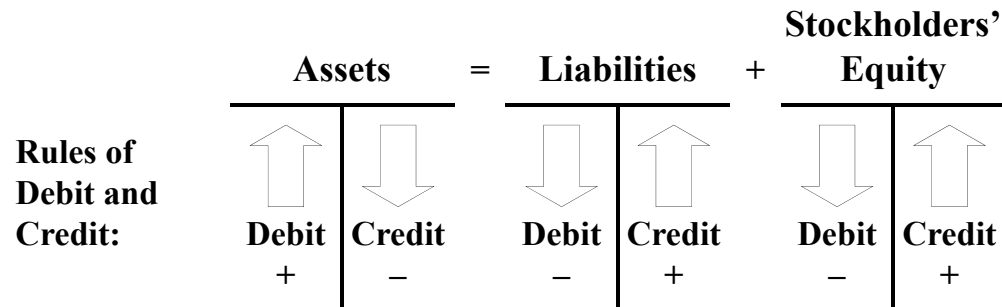 Stockholders’
Assets = Liabilities + Equity
Rules of
Debit and
Credit:
Debit Credit Debit Credit Debit Credit
+ – – + – +